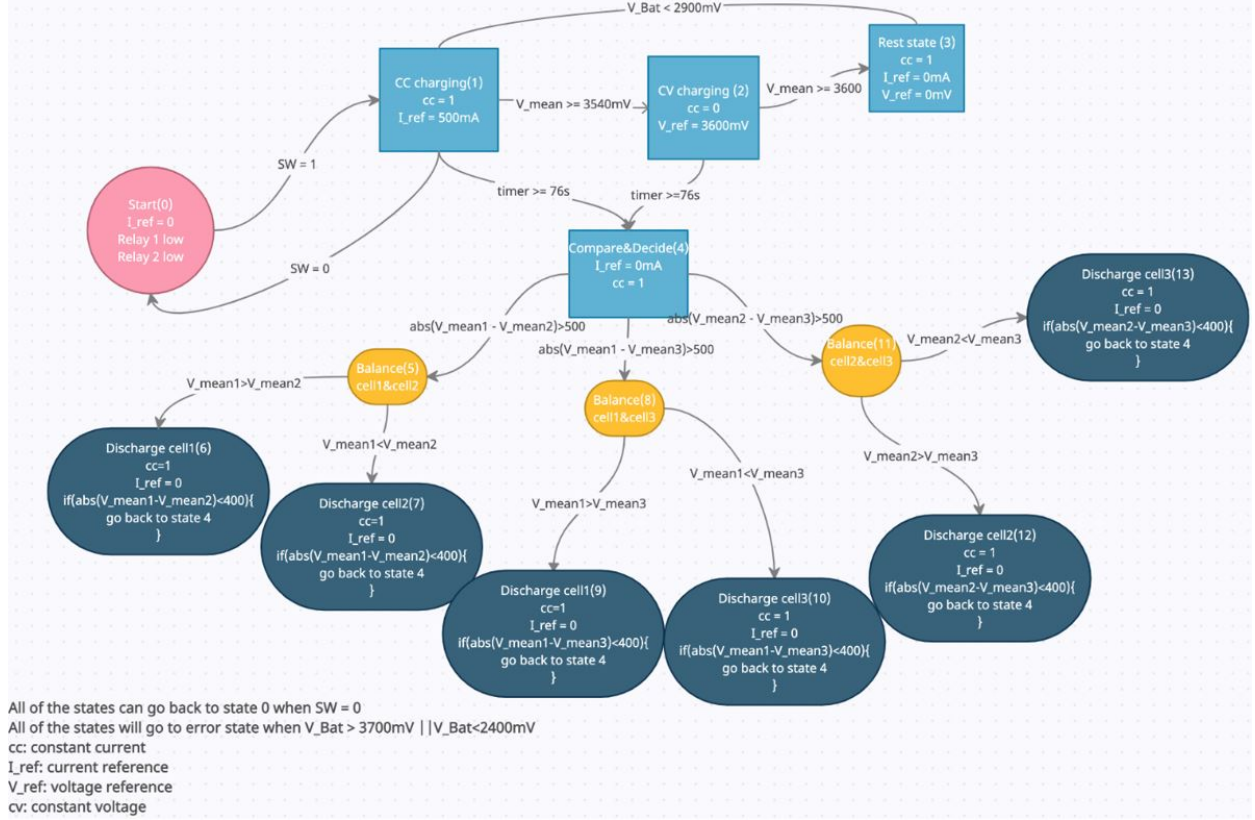 V_Bat < 2900mV
Rest state (3)
cc = 1
I_ref = 0mA
V_ref = 0mV
CC charging(1)
cc = 1
I_ref = 500mA
V_mean >= 3540mV
CV charging (2)
cc = 0
V_ref = 3600mV
V_mean >= 3600
SW = 1
timer >= 76s
timer >=76s
Start(0)
I_ref = 0
Relay 1 low
Relay 2 low
SW = 0
Compare&Decide(4)
I_ref = 0mA
cc = 1
abs(V_mean1 - V_mean2)>500
abs(V_mean1 - V_mean3)>500
abs(V_mean2 - V_mean3)>500
Discharge cell3(13)
cc = 1
I_ref = 0
if(abs(V_mean2-V_mean3)<400){
go back to state 4
}
Balance(11)
cell2&cell3
V_mean2<V_mean3
Balance(5)
cell1&cell2
V_mean1>V_mean2
Balance(8)
cell1&cell3
V_mean1<V_mean2
Discharge cell1(6)
cc=1
I_ref = 0
if(abs(V_mean1-V_mean2)<400){
go back to state 4
}
V_mean2>V_mean3
V_mean1<V_mean3
V_mean1>V_mean3
Discharge cell2(7)
cc=1
I_ref = 0
if(abs(V_mean1-V_mean2)<400){
go back to state 4
}
Discharge cell1(9)
cc=1
I_ref = 0
if(abs(V_mean1-V_mean3)<400){
go back to state 4
}
Discharge cell3(10)
cc = 1
I_ref = 0
if(abs(V_mean1-V_mean3)<400){
go back to state 4
}
Discharge cell2(12)
cc = 1
I_ref = 0
if(abs(V_mean2-V_mean3)<400){
go back to state 4
}
All of the states can go back to state 0 when SW = 0
All of the states will go to error state when V_Bat > 3700mV ||V_Bat<2400mV
cc: constant current
I_ref: current reference
V_ref: voltage reference
cv: constant voltage